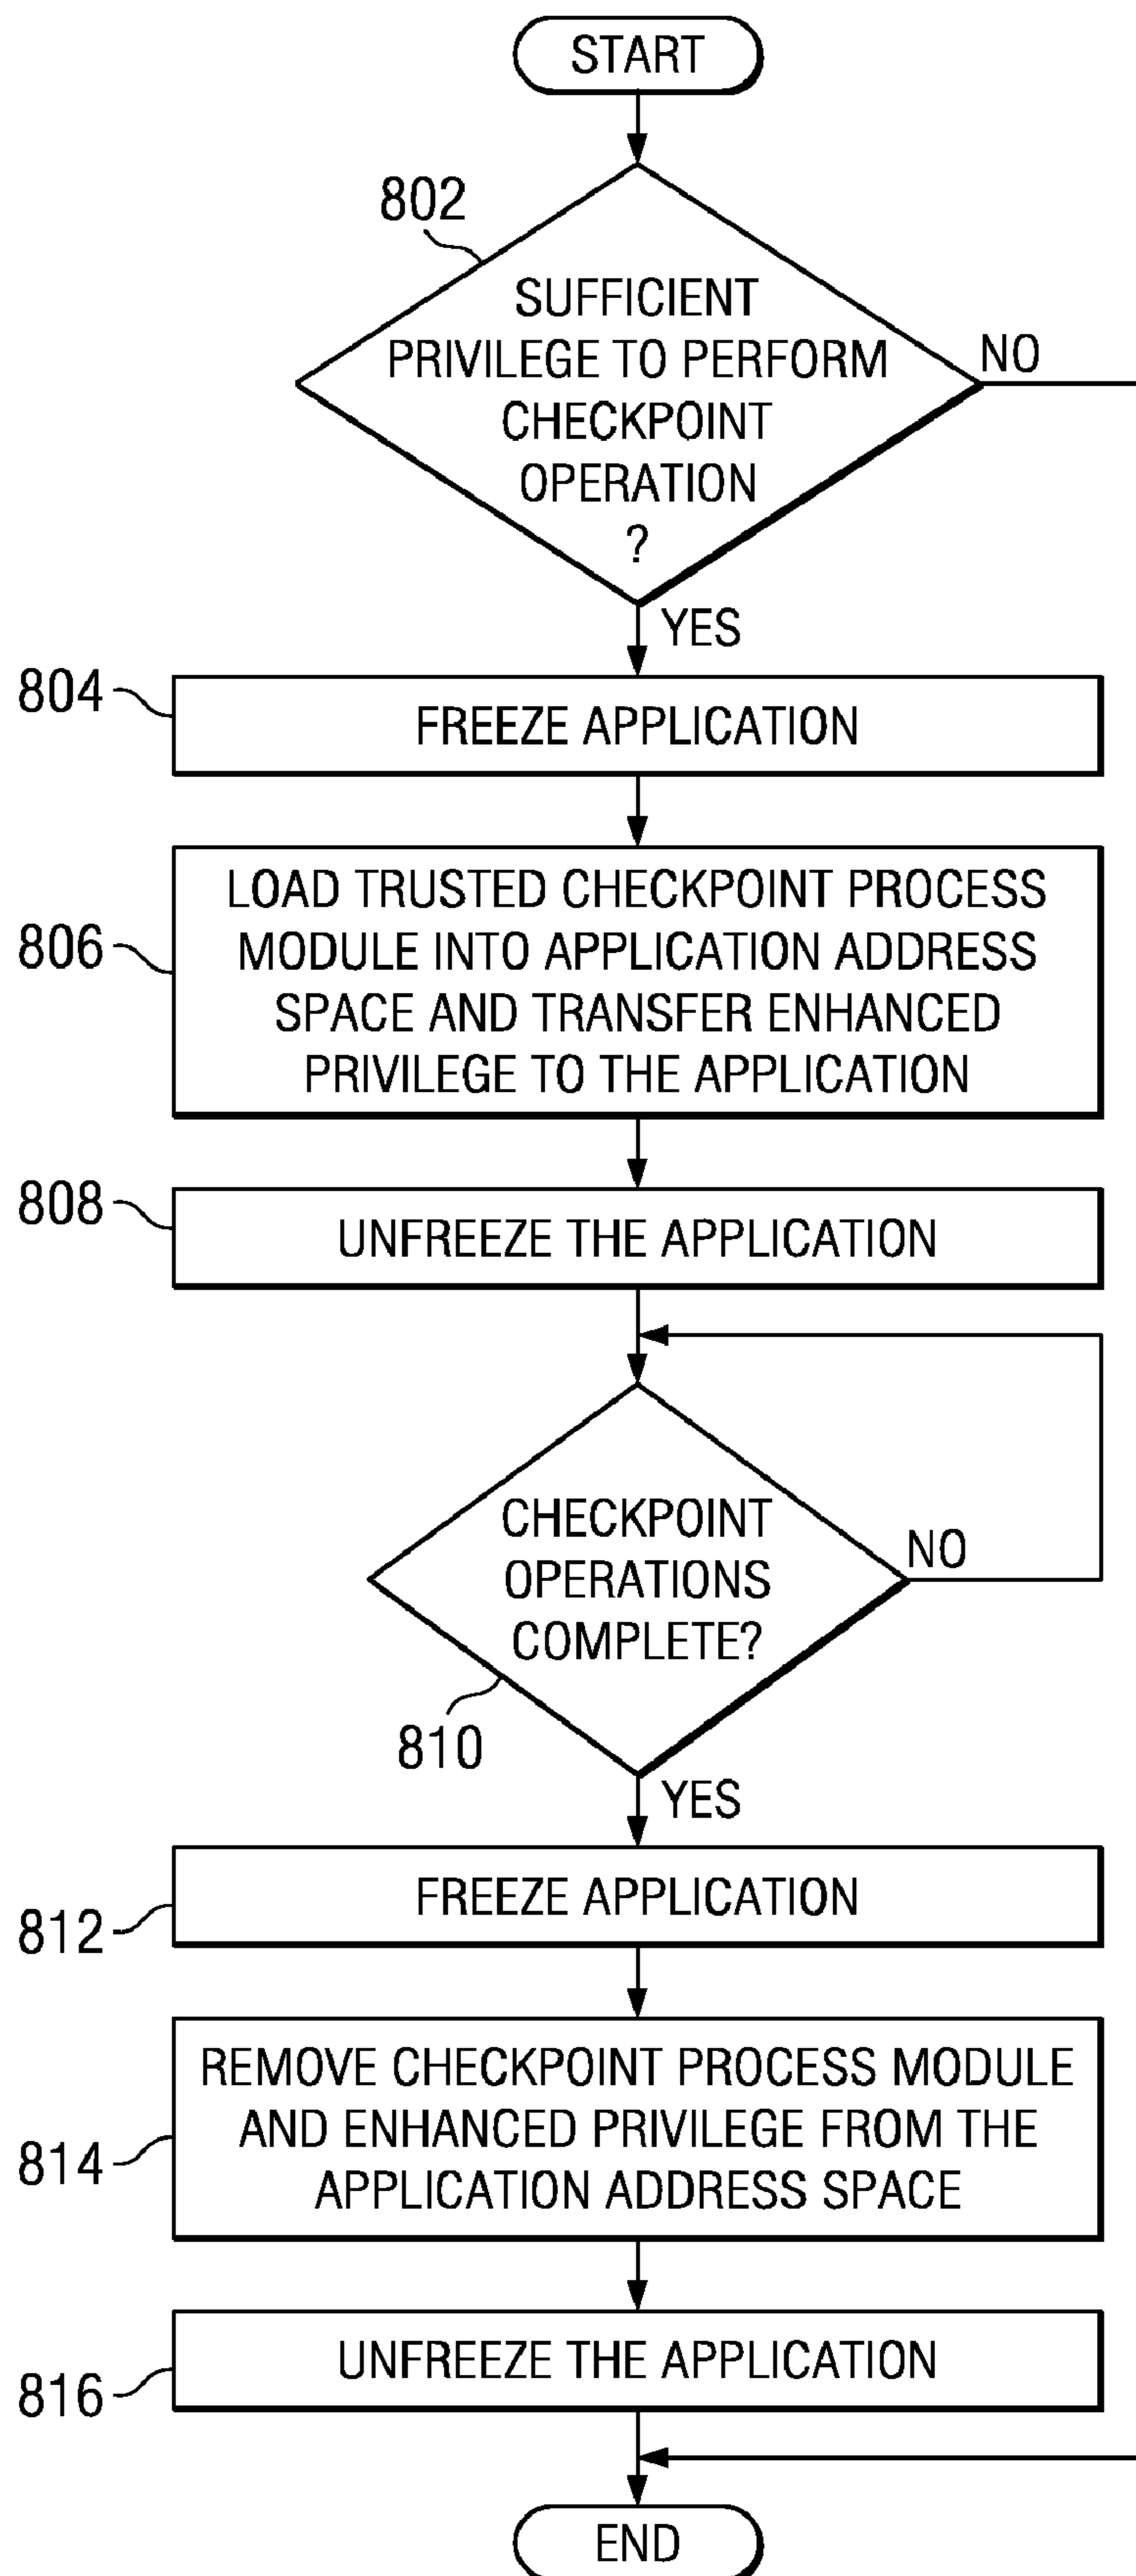 START
802
SUFFICIENT
PRIVILEGE TO PERFORM
CHECKPOINT
OPERATION
?
NO
YES
804
FREEZE APPLICATION
806
LOAD TRUSTED CHECKPOINT PROCESS
MODULE INTO APPLICATION ADDRESS
SPACE AND TRANSFER ENHANCED
PRIVILEGE TO THE APPLICATION
808
UNFREEZE THE APPLICATION
CHECKPOINT
OPERATIONS
COMPLETE?
NO
810
YES
FREEZE APPLICATION
812
REMOVE CHECKPOINT PROCESS MODULE
AND ENHANCED PRIVILEGE FROM THE
APPLICATION ADDRESS SPACE
814
UNFREEZE THE APPLICATION
816
END